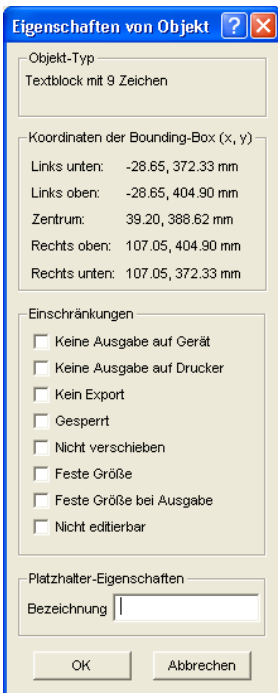 Eigenschaften von Objekt
Objekt-Typ
Textblock mit 9 Zeichen
Koordinaten der Bounding-Box (x, y)
Links unten: -28.65, 372.33 mm
Links oben: -28.65, 404.90 mm
Zentrum: 39.20, 388.62 mm
Rechts oben: 107.05, 404.90 mm
Rechts unten: 107.05, 372.33 mm
Einschränkungen
Keine Ausgabe auf Gerät
Keine Ausgabe auf Drucker
Kein Export
Gesperrt
Nicht verschieben
Feste Größe
Feste Größe bei Ausgabe
Nicht editierbar
Platzhalter-Eigenschaften
Bezeichnung
OK Abbrechen